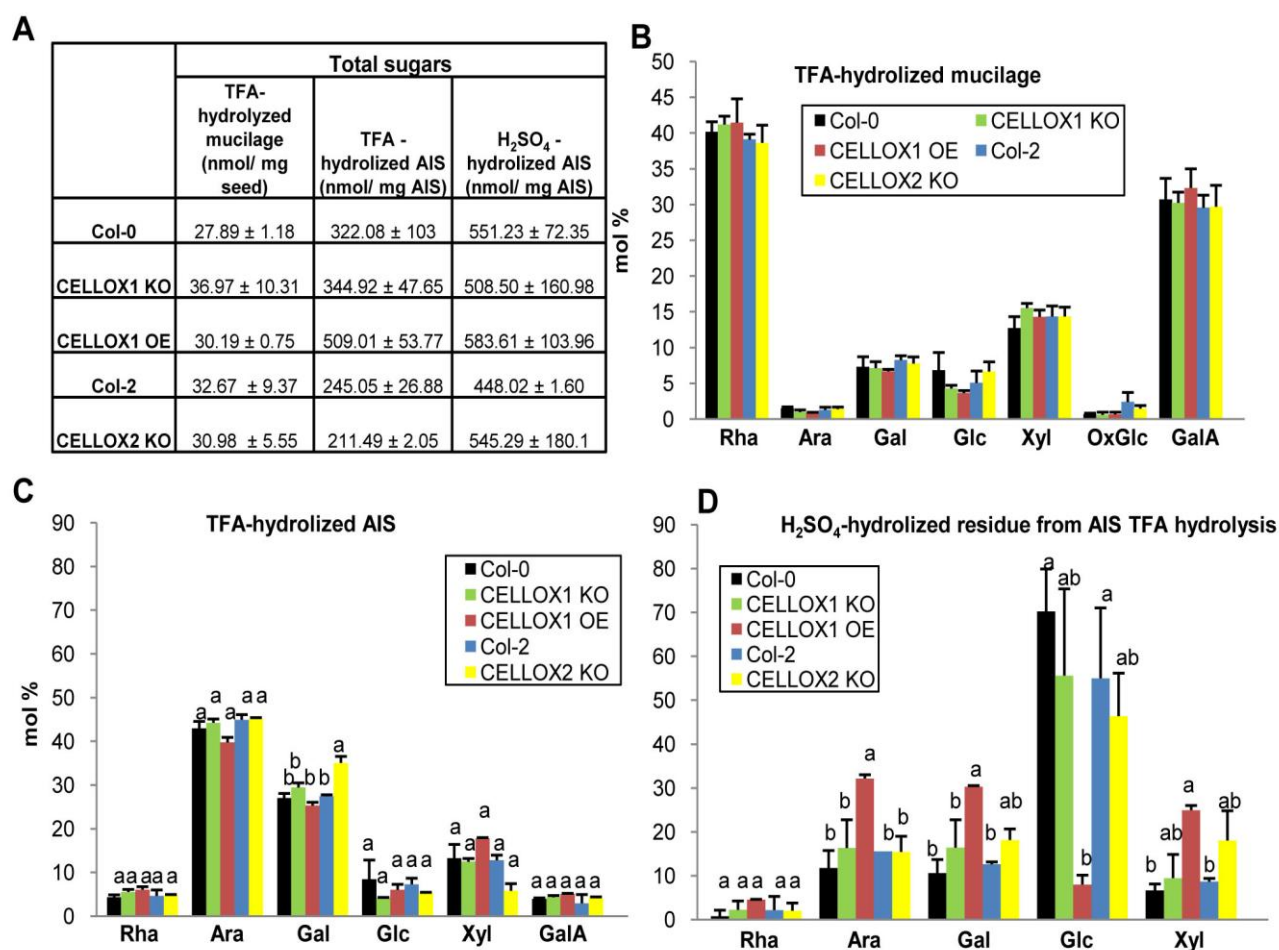 A
Total sugars
TFA-
hydrolyzed
mucilage
(nmol/ mg
seed)
TFA -
hydrolized AIS
(nmol/ mg AIS)
H₂SO₄ -
hydrolized AIS
(nmol/ mg AIS)
Col-0 27.89 ± 1.18 322.08 ± 103 551.23 ± 72.35
CELLOX1 KO 36.97 ± 10.31 344.92 ± 47.65 508.50 ± 160.98
CELLOX1 OE 30.19 ± 0.75 509.01 ± 53.77 583.61 ± 103.96
Col-2 32.67 ± 9.37 245.05 ± 26.88 448.02 ± 1.60
CELLOX2 KO 30.98 ± 5.55 211.49 ± 2.05 545.29 ± 180.1
B
TFA-hydrolized mucilage
mol %
50
45
40
35
30
25
20
15
10
5
0
Col-0 CELLOX1 KO
CELLOX1 OE Col-2
CELLOX2 KO
Rha Ara Gal Glc Xyl OxGlc GalA
C
TFA-hydrolized AIS
mol %
90
80
70
60
50
40
30
20
10
0
Col-0
CELLOX1 KO
CELLOX1 OE
Col-2
CELLOX2 KO
a a a a a
a a a a a
b b b b a
a a a a a
a a a a a
a a a a a
Rha Ara Gal Glc Xyl GalA
D
H₂SO₄-hydrolized residue from AIS TFA hydrolysis
90
80
70
60
50
40
30
20
10
0
Col-0
CELLOX1 KO
CELLOX1 OE
Col-2
CELLOX2 KO
a a a a a
b b a b b
b b a b ab
a ab b a ab
b ab a b ab
Rha Ara Gal Glc Xyl